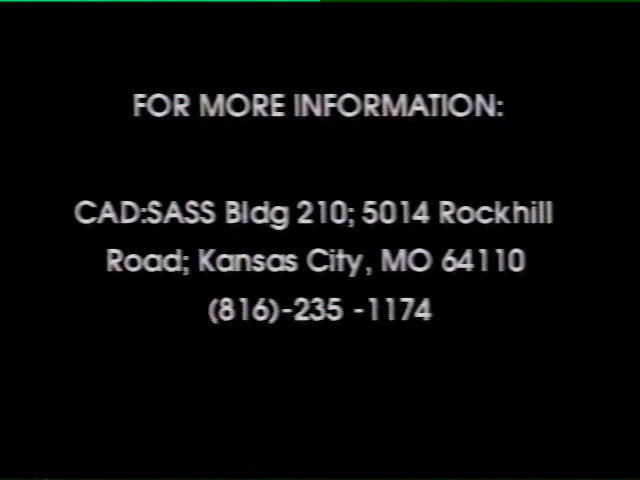 FOR MORE INFORMATION:
CAD:SASS Bldg 210; 5014 Rockhill
Road; Kansas City, MO 64110
(816)-235 -1174